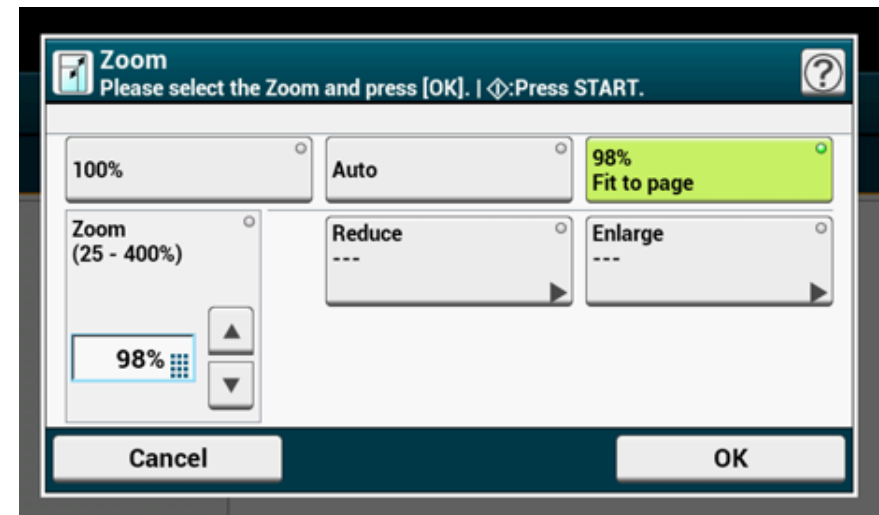 Zoom
Please select the Zoom and press [OK]. | :Press START.
100%
Auto
98%
Fit to page
Zoom
(25 - 400%)
Reduce
---
Enlarge
---
98%
Cancel
OK